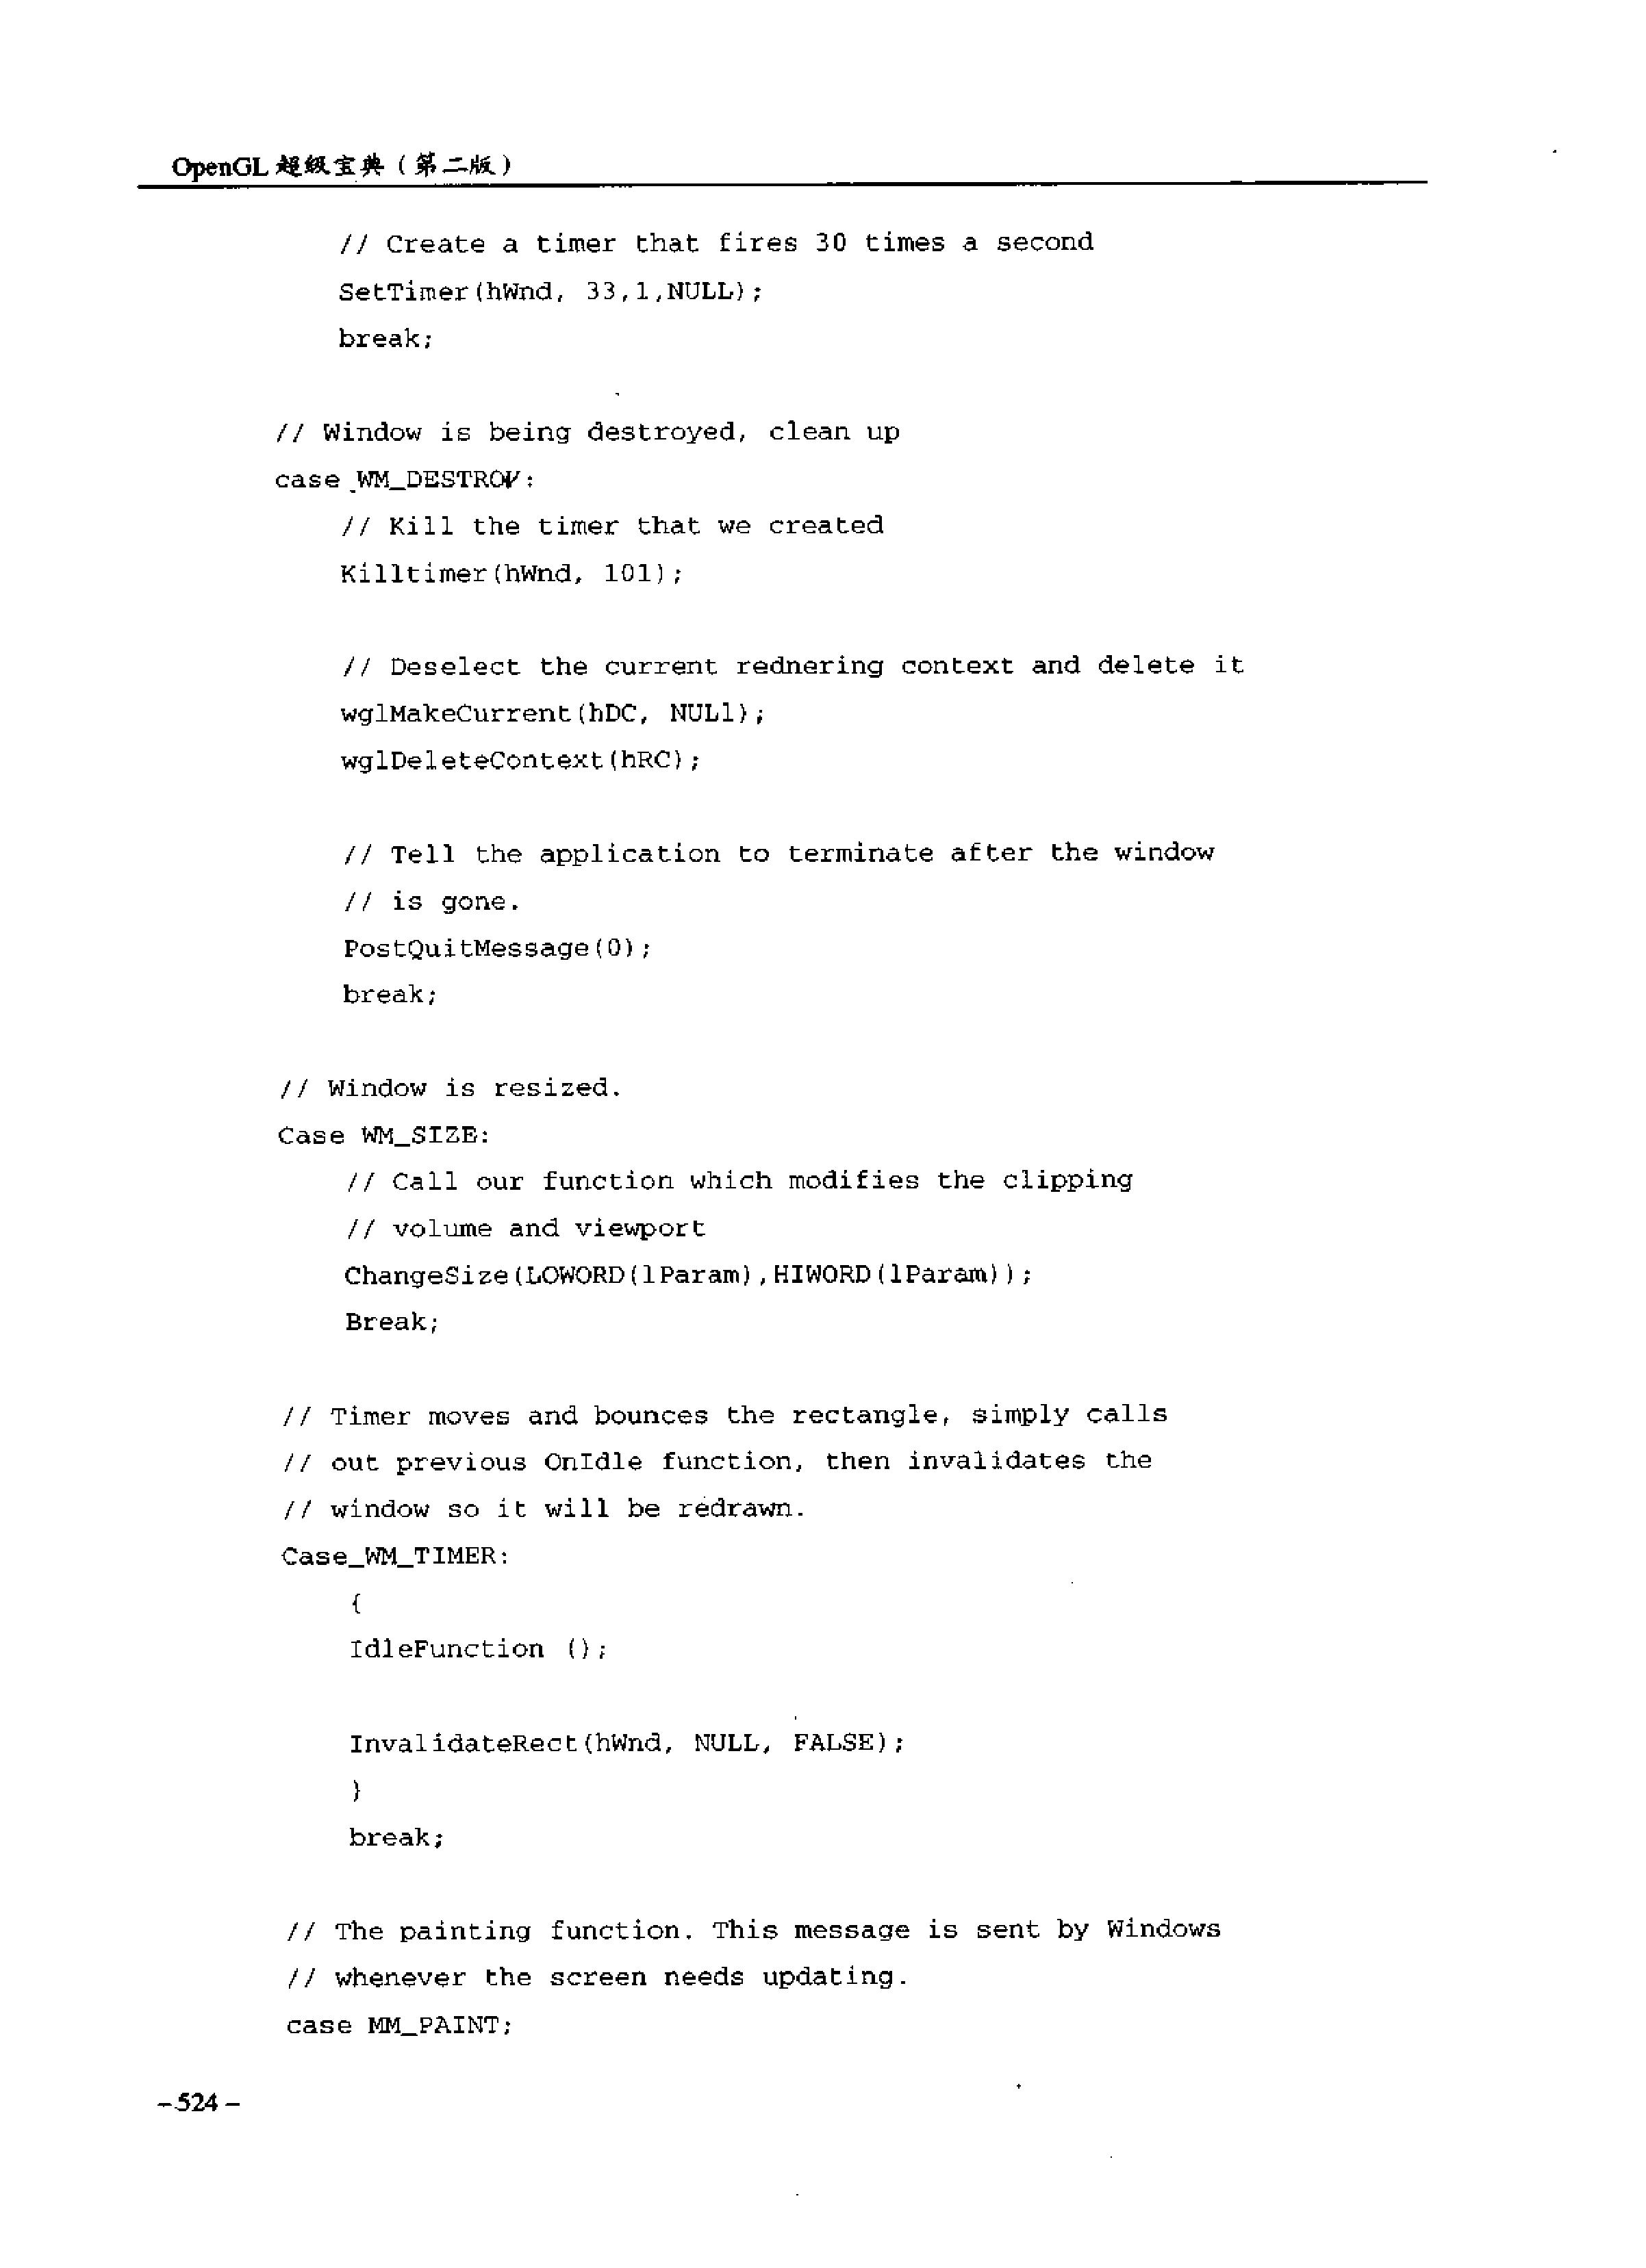 OpenGL 超级宝典（第二版）
// Create a timer that fires 30 times a second
SetTimer(hWnd, 33,1,NULL);
break;
// Window is being destroyed, clean up
case WM_DESTROY:
// Kill the timer that we created
Killtimer(hWnd, 101);
// Deselect the current rednering context and delete it
wglMakeCurrent(hDC, NULl);
wglDeleteContext(hRC);
// Tell the application to terminate after the window
// is gone.
PostQuitMessage(0);
break;
// Window is resized.
Case WM_SIZE:
// Call our function which modifies the clipping
// volume and viewport
ChangeSize(LOWORD(lParam),HIWORD(lParam));
Break;
// Timer moves and bounces the rectangle, simply calls
// out previous OnIdle function, then invalidates the
// window so it will be redrawn.
Case_WM_TIMER:
{
IdleFunction ();
InvalidateRect(hWnd, NULL, FALSE);
}
break;
// The painting function. This message is sent by Windows
// whenever the screen needs updating.
case MM_PAINT;
–524–